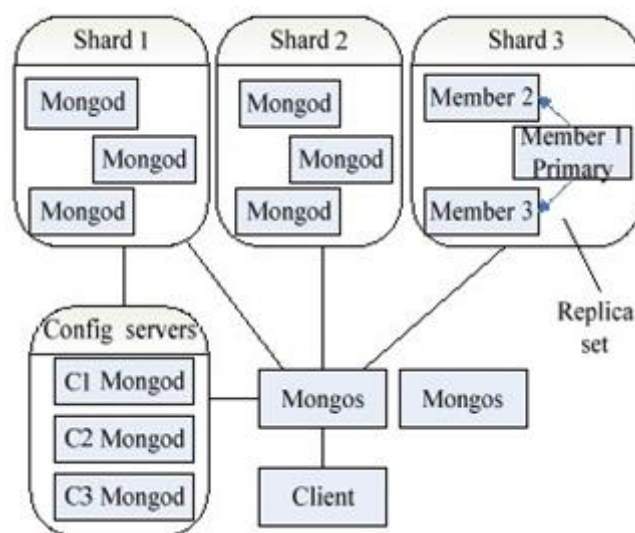 Shard 1
Mongod
Mongod
Mongod
Shard 2
Mongod
Mongod
Mongod
Shard 3
Member 2
Member 1
Primary
Member 3
Replica
set
Config servers
C1 Mongod
C2 Mongod
C3 Mongod
Mongos
Mongos
Client